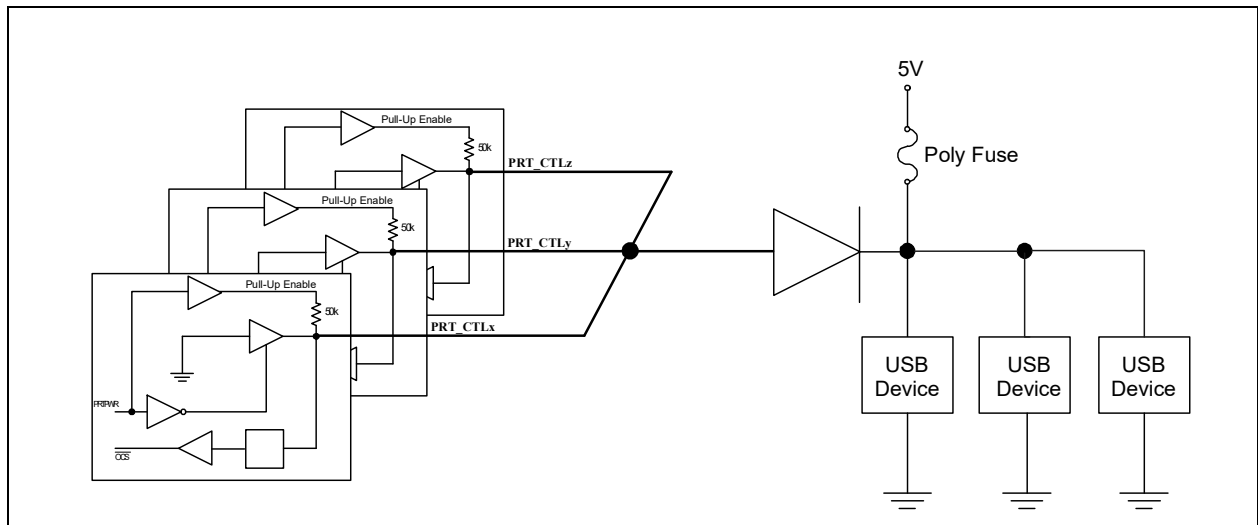 5V
Poly Fuse
Pull-Up Enable
50k
PRT_CTLz
Pull-Up Enable
50k
PRT_CTLy
Pull-Up Enable
50k
PRT_CTLx
PRTPWR
OCS
USB
Device
USB
Device
USB
Device